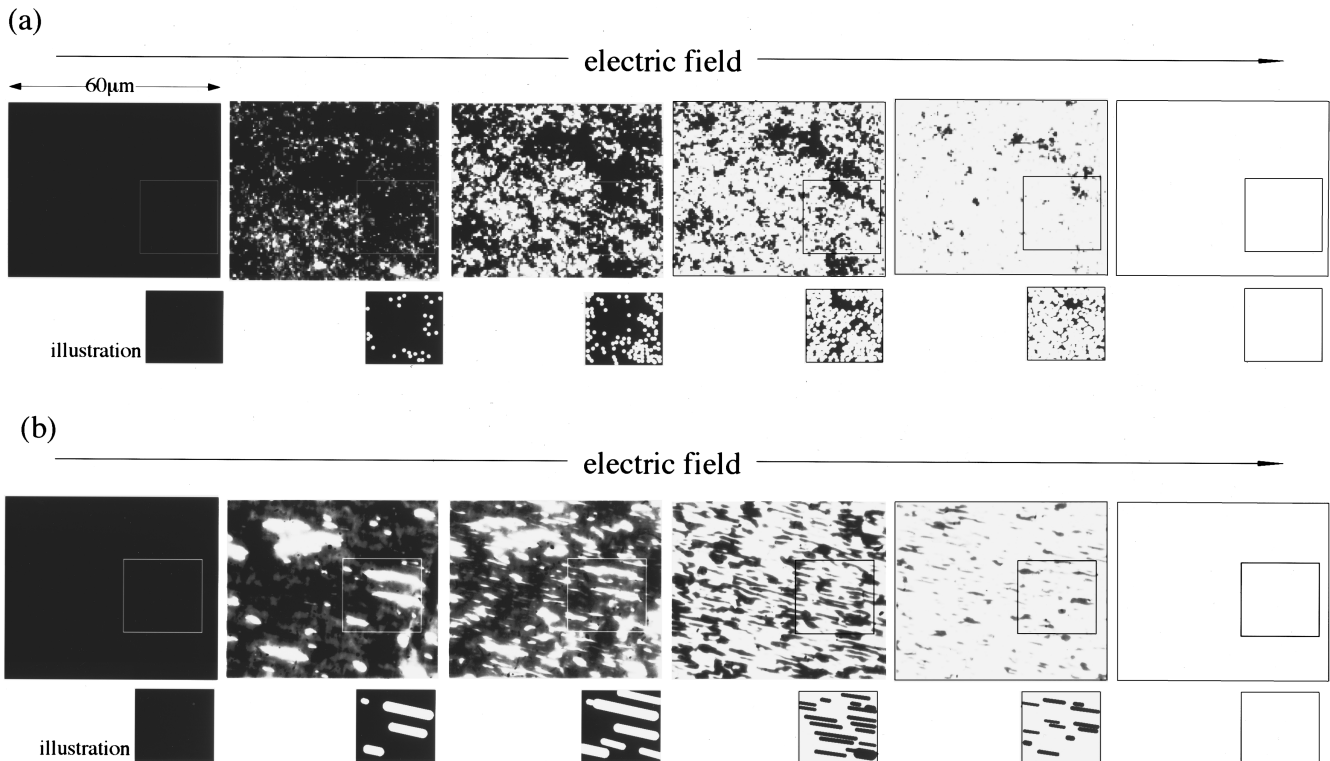 (a)
electric field
60μm
illustration
(b)
electric field
illustration